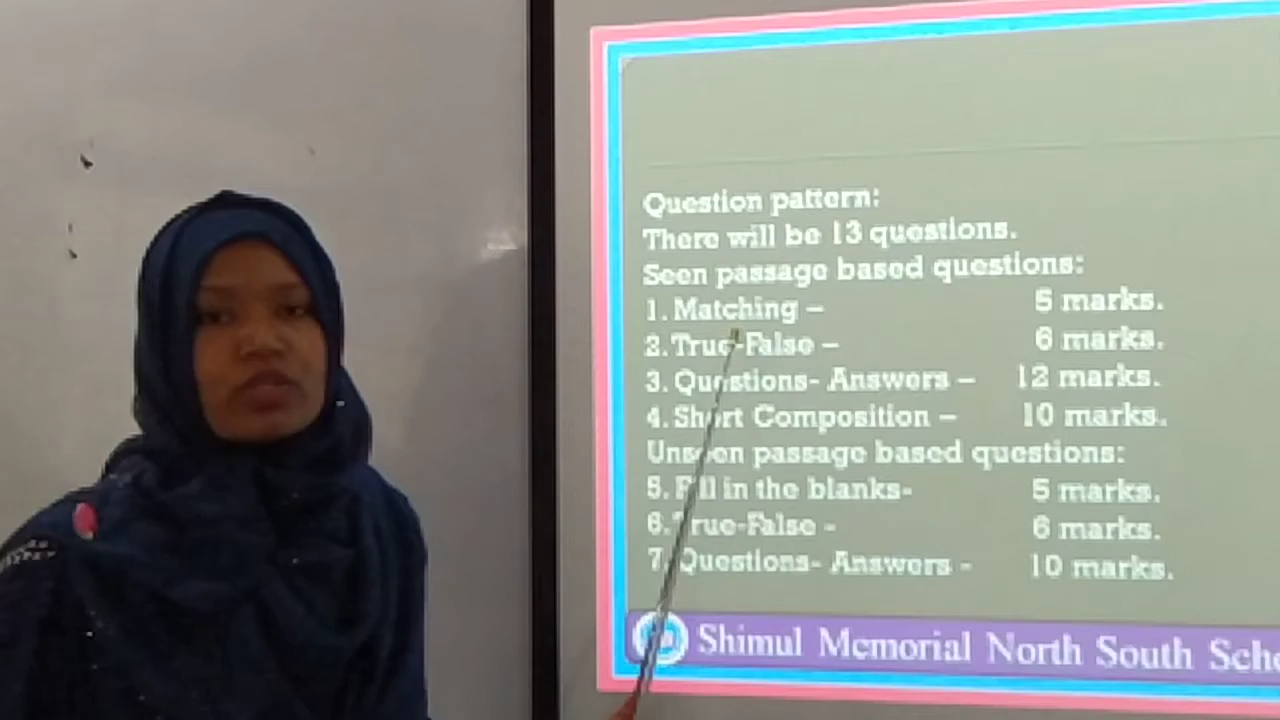 Question pattern:
There will be 13 questions.
Seen passage based questions:
1. Matching – 5 marks.
2. True-False – 6 marks.
3. Questions- Answers – 12 marks.
4. Short Composition – 10 marks.
Unseen passage based questions:
5. Fill in the blanks- 5 marks.
6. True-False - 6 marks.
7. Questions- Answers - 10 marks.
Shimul Memorial North South Scho